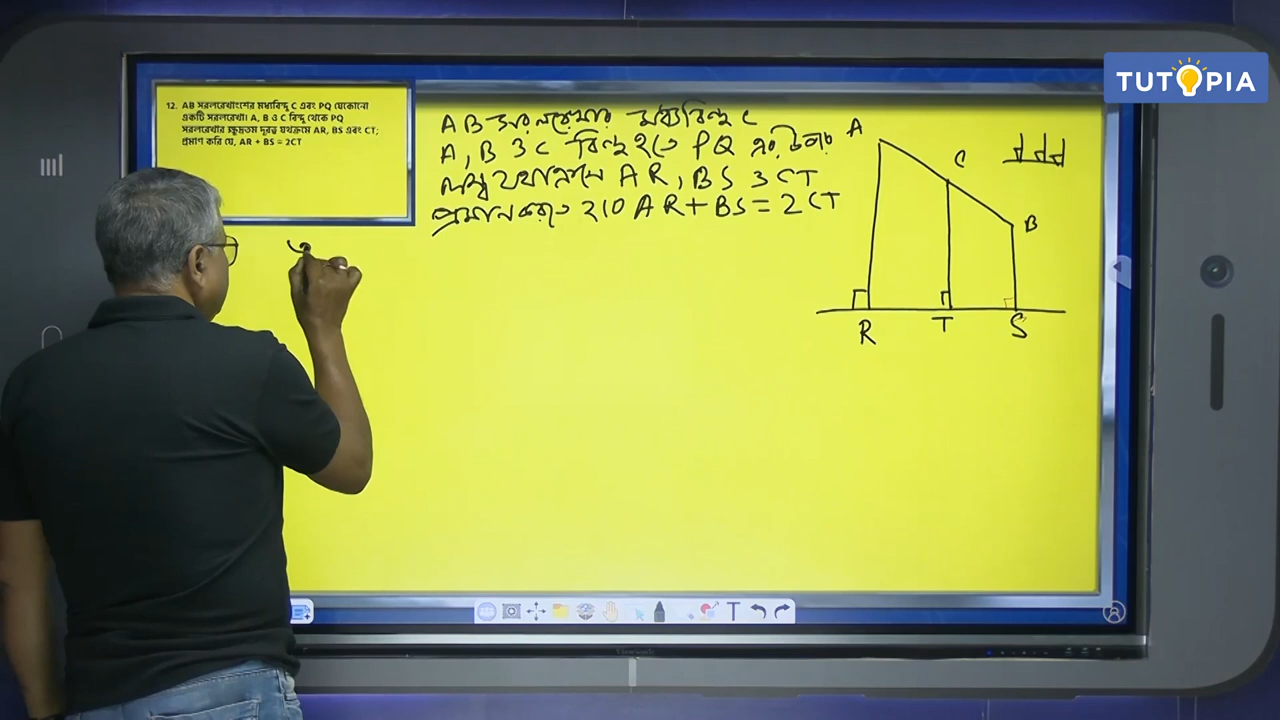 TUTOPIA
12. AB সরলরেখাংশের মধ্যবিন্দু C এবং PQ যেকোনো
একটি সরলরেখা। A, B ও C বিন্দু থেকে PQ
সরলরেখার ক্ষুদ্রতম দূরত্ব যথাক্রমে AR, BS এবং CT;
প্রমাণ করি যে, AR + BS = 2CT
AB সরলরেখার মধ্যবিন্দু C
A, B ও C বিন্দু হতে PQ এর উপর
লম্ব যথাক্রমে AR, BS ও CT
প্রমান করতে হবে AR + BS = 2CT
A
C
B
R T S
T
ViewSonic